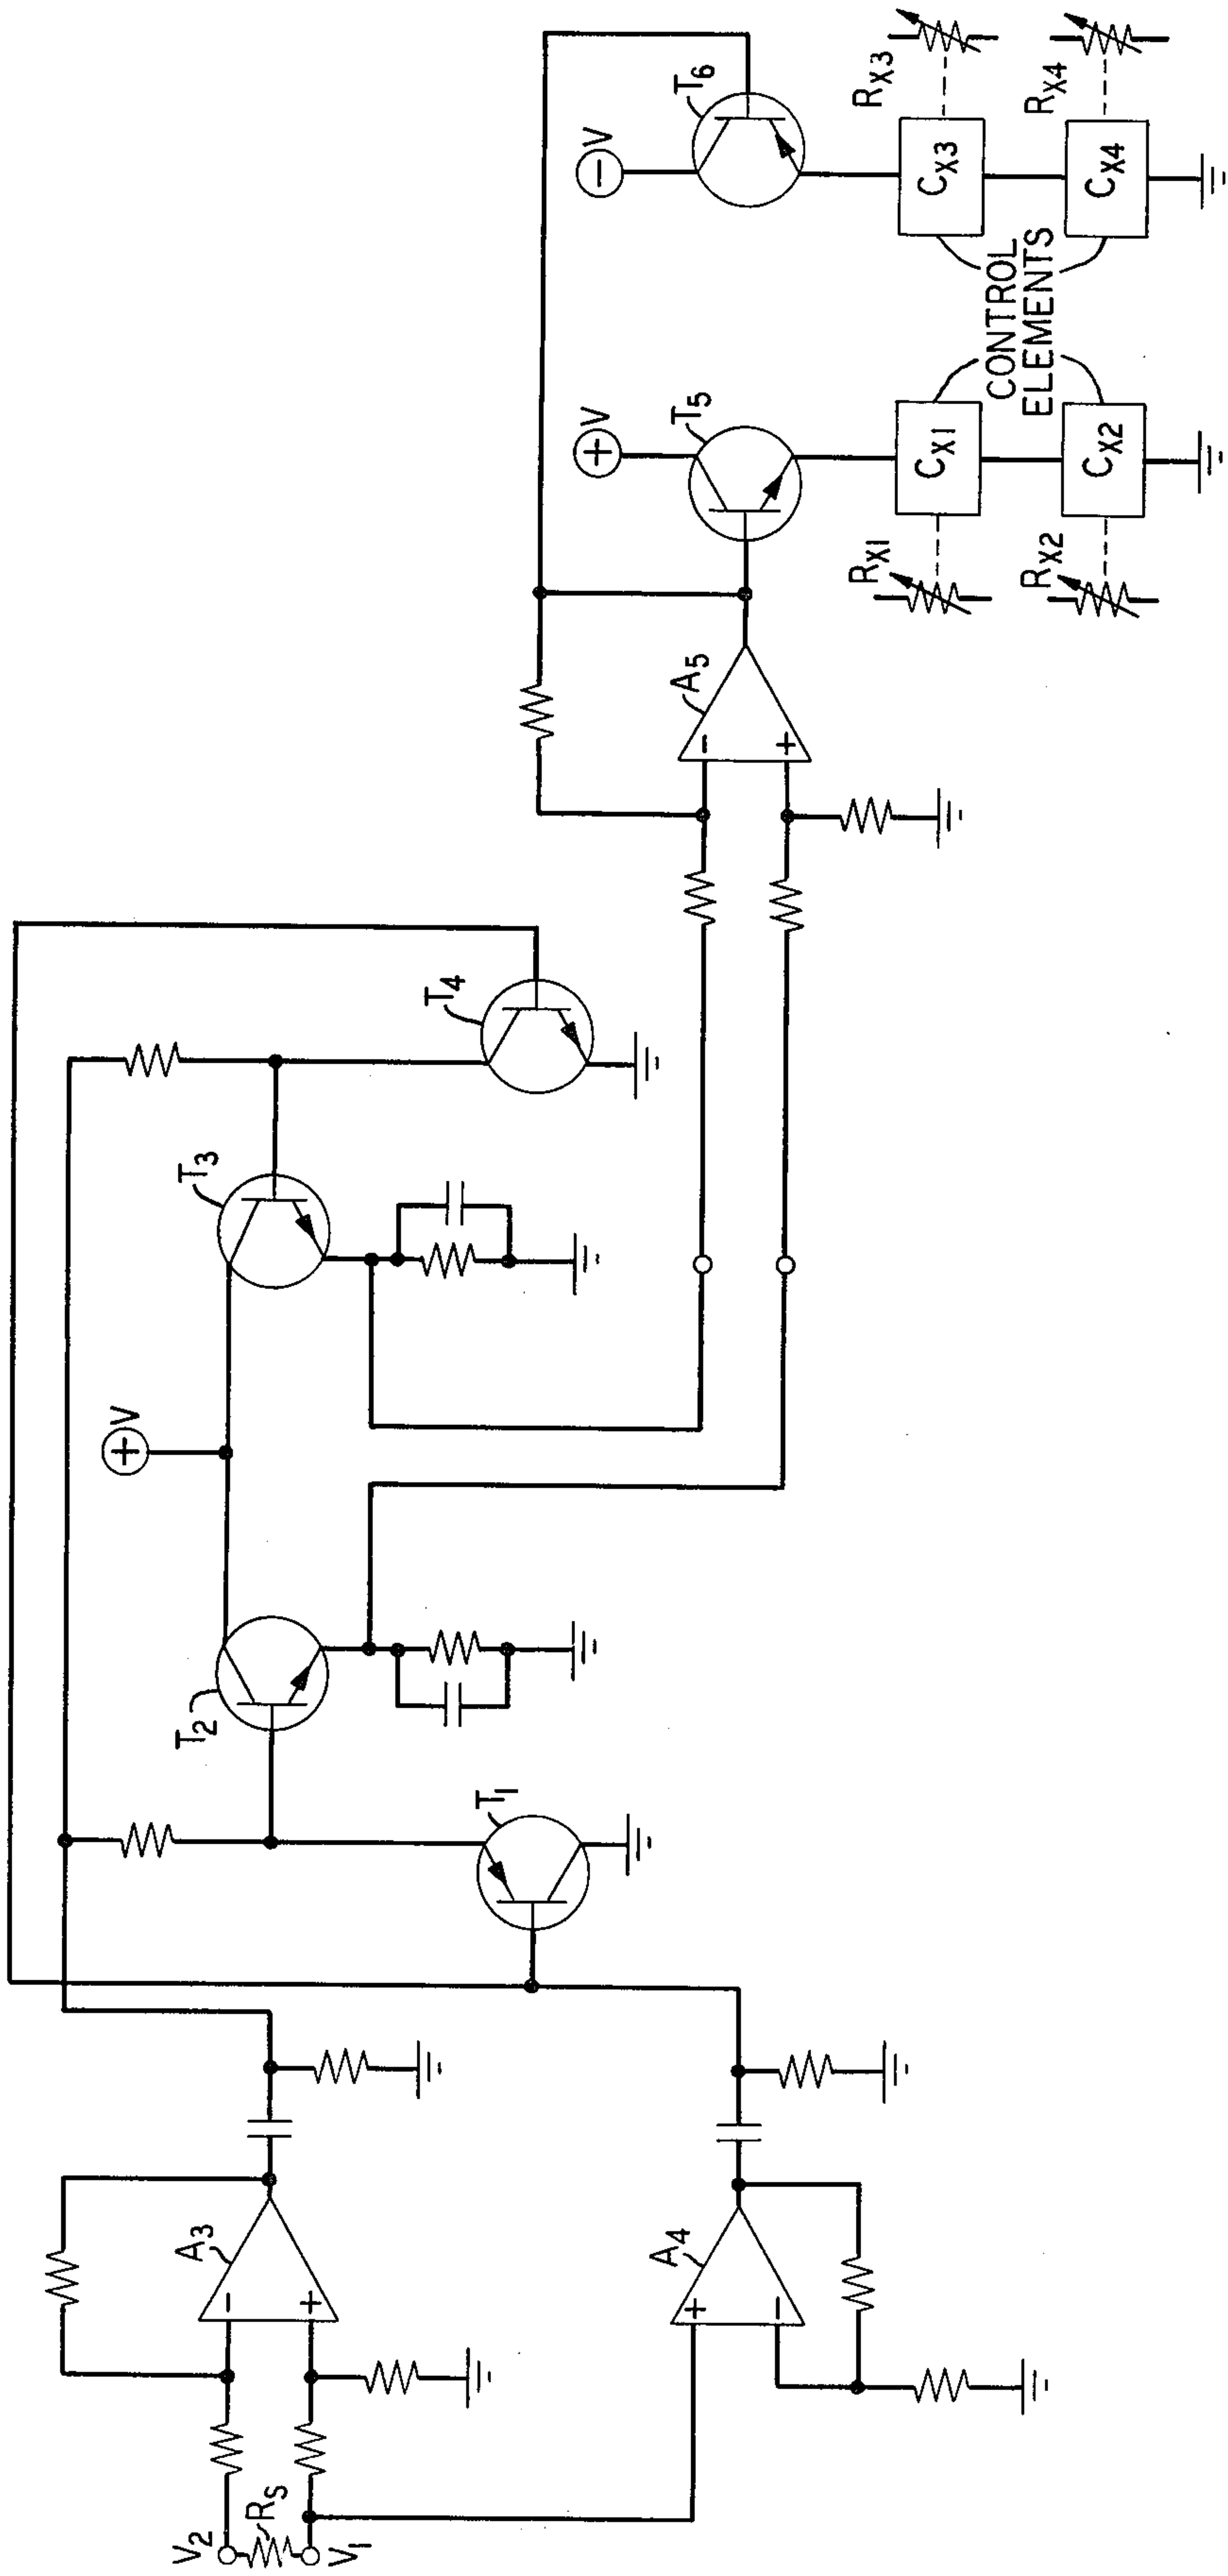 V2
RS
V1
A3
A4
T1
T2
+
V
T3
T4
A5
+
V
T5
−
V
T6
RX1
CX1
RX2
CX2
CONTROL
ELEMENTS
RX3
CX3
RX4
CX4
−
+
+
−
−
+